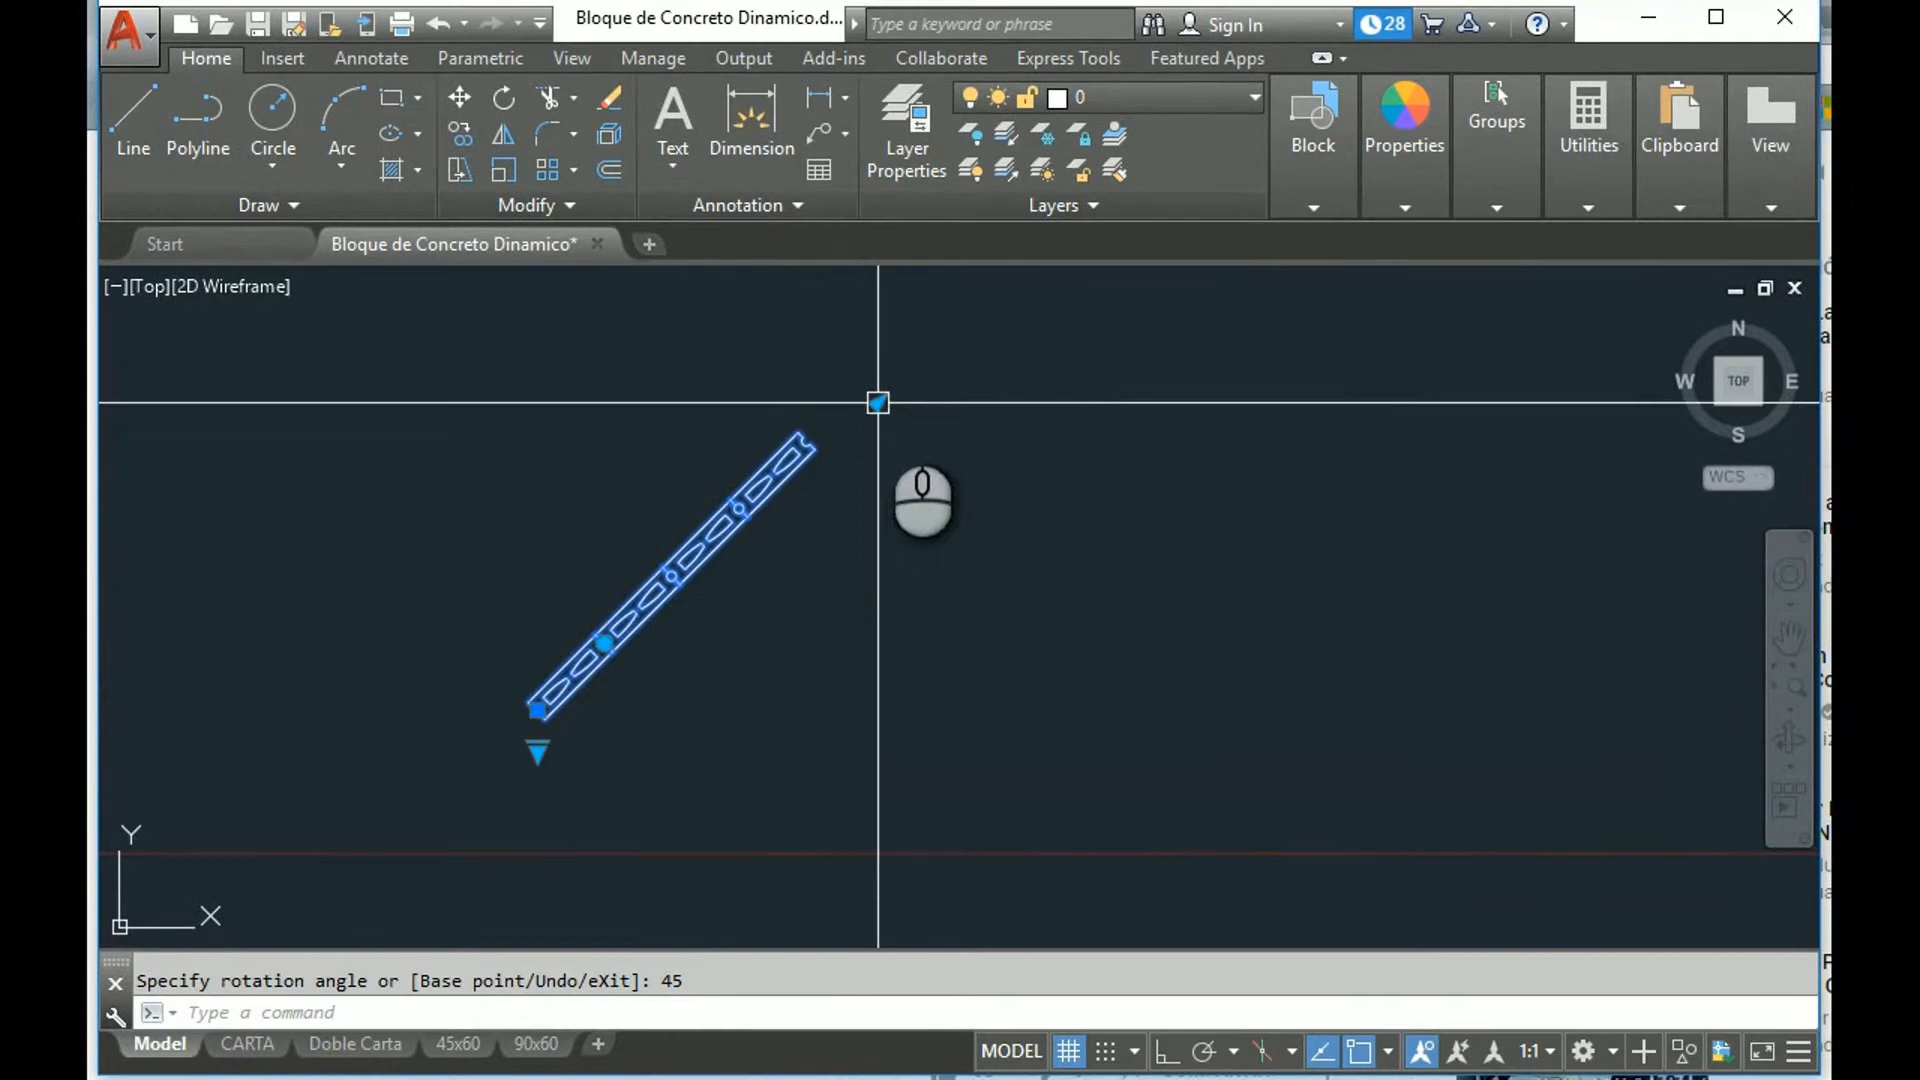 Bloque de Concreto Dinamico.d...
Type a keyword or phrase
Sign In
28
Home Insert Annotate Parametric View Manage Output Add-ins Collaborate Express Tools Featured Apps
0
Line Polyline Circle Arc
Text Dimension
Layer Properties
Block Properties Groups Utilities Clipboard View
Draw Modify Annotation Layers
Start Bloque de Concreto Dinamico*
[−][Top][2D Wireframe]
N
W TOP E
S
WCS
Y
X
Specify rotation angle or [Base point/Undo/eXit]: 45
Type a command
Model CARTA Doble Carta 45x60 90x60
MODEL 1:1